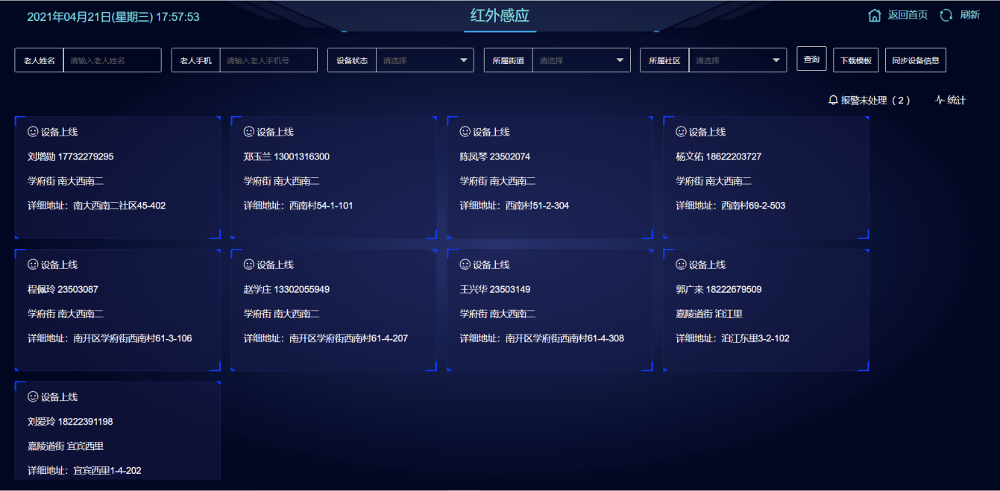 2021年04月21日(星期三) 17:57:53
红外感应
返回首页 刷新
老人姓名 请输入老人姓名 老人手机 请输入老人手机号 设备状态 请选择 所属街道 请选择 所属社区 请选择 查询 下载模板 同步设备信息
报警未处理（2） 统计
设备上线
刘增勋 17732279295
学府街 南大西南二
详细地址：南大西南二社区45-402
设备上线
郑玉兰 13001316300
学府街 南大西南二
详细地址：西南村54-1-101
设备上线
陈凤琴 23502074
学府街 南大西南二
详细地址：西南村51-2-304
设备上线
杨文佑 18622203727
学府街 南大西南二
详细地址：西南村69-2-503
设备上线
程佩玲 23503087
学府街 南大西南二
详细地址：南开区学府街西南村61-3-106
设备上线
赵学庄 13302055949
学府街 南大西南二
详细地址：南开区学府街西南村61-4-207
设备上线
王兴华 23503149
学府街 南大西南二
详细地址：南开区学府街西南村61-4-308
设备上线
郭广来 18222679509
嘉陵道街 泊江里
详细地址：泊江东里3-2-102
设备上线
刘爱玲 18222391198
嘉陵道街 宜宾西里
详细地址：宜宾西里1-4-202